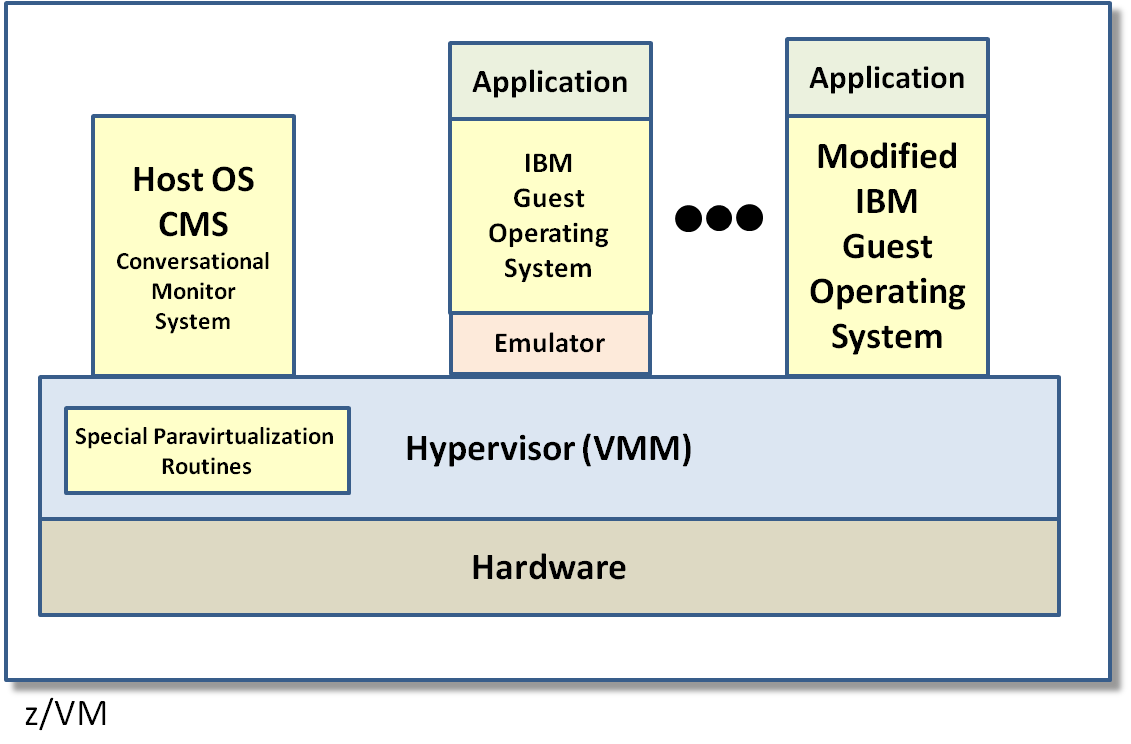 Host OS
CMS
Conversational
Monitor
System
Application
IBM
Guest
Operating
System
Emulator
Application
Modified
IBM
Guest
Operating
System
Special Paravirtualization
Routines
Hypervisor (VMM)
Hardware
z/VM